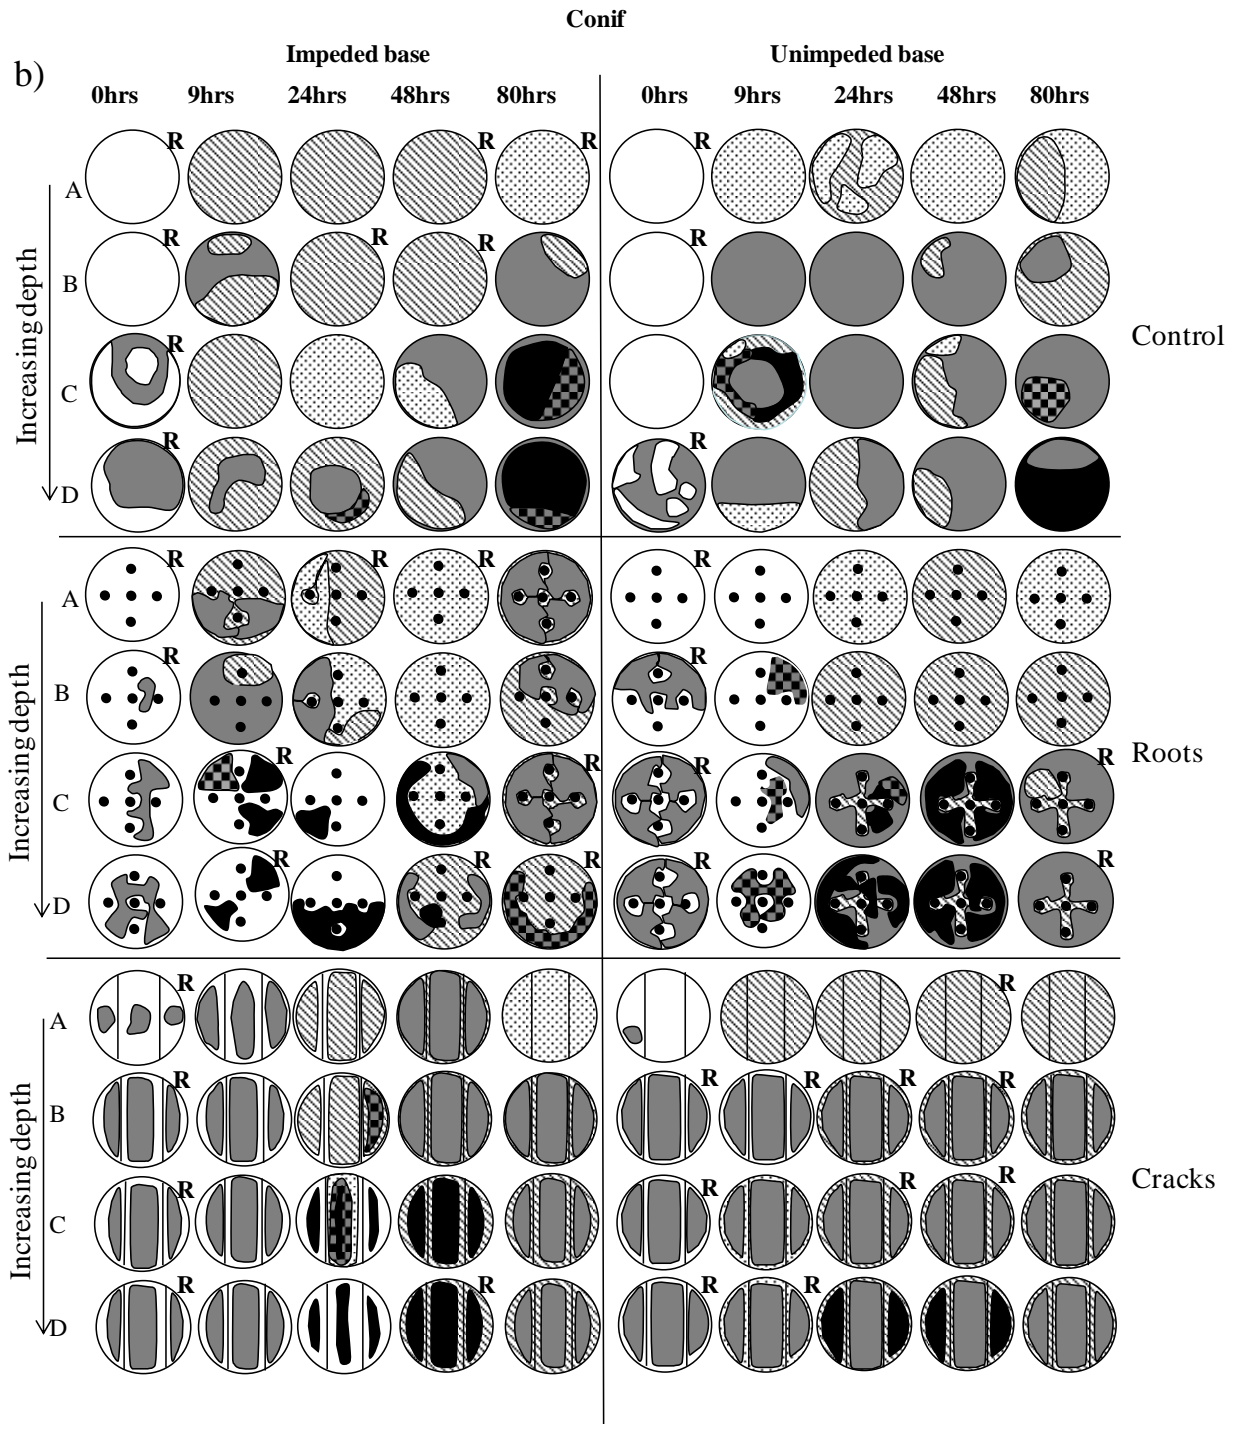 Conif
Impeded base Unimpeded base
b)
0hrs 9hrs 24hrs 48hrs 80hrs 0hrs 9hrs 24hrs 48hrs 80hrs
R R R R
A
R R R R
B
Increasing depth
Control
R
C
R R
D
R R R R
A
R R
B
Increasing depth
Roots
R R R R
C
R R R R R
D
R R
A
R R R R R
B
Increasing depth
Cracks
R R R R
C
R R R R
D